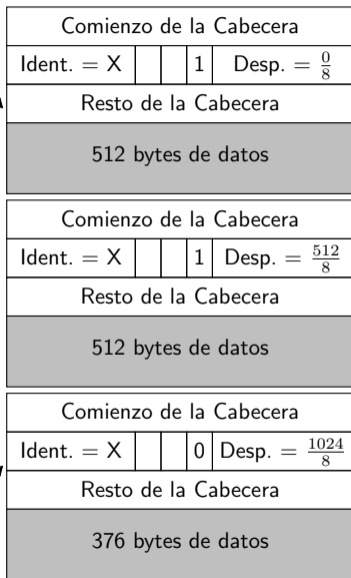 Comienzo de la Cabecera
Ident. = X 1 Desp. = 0/8
Resto de la Cabecera
512 bytes de datos
Comienzo de la Cabecera
Ident. = X 1 Desp. = 512/8
Resto de la Cabecera
512 bytes de datos
Comienzo de la Cabecera
Ident. = X 0 Desp. = 1024/8
Resto de la Cabecera
376 bytes de datos